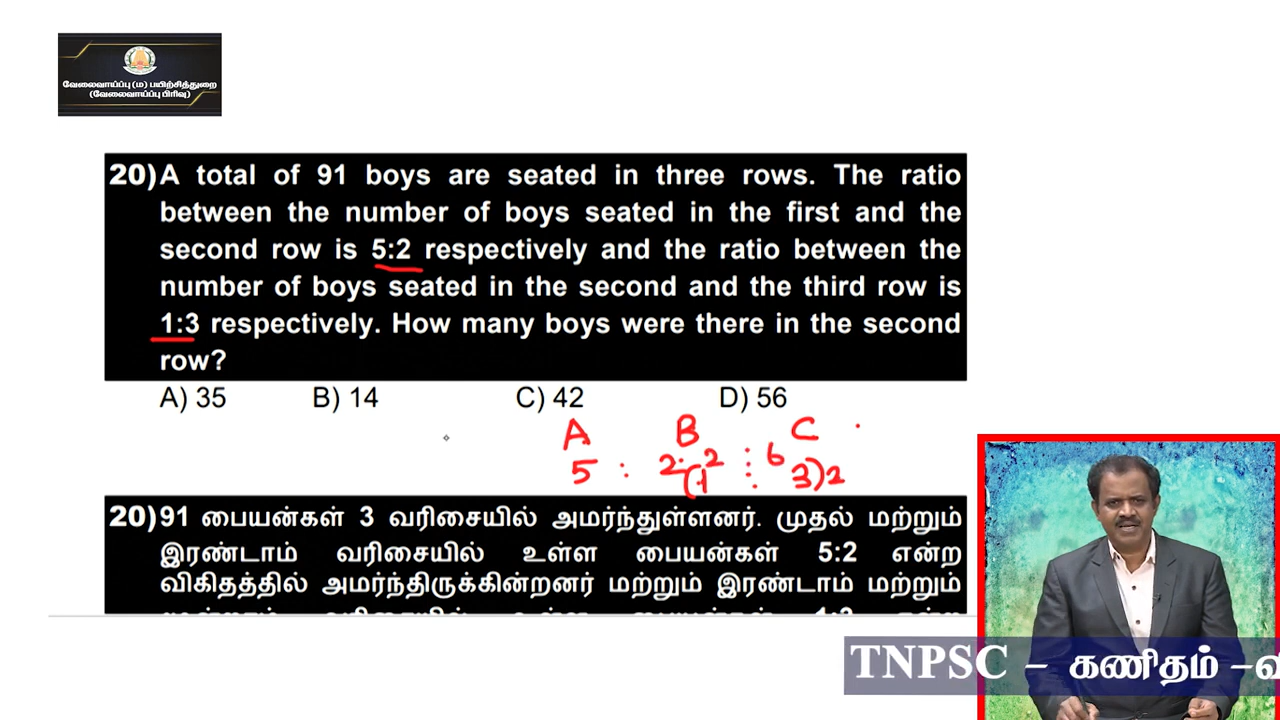 வேலைவாய்ப்பு (ம) பயிற்சித்துறை
(வேலைவாய்ப்பு பிரிவு)
20) A total of 91 boys are seated in three rows. The ratio
between the number of boys seated in the first and the
second row is 5:2 respectively and the ratio between the
number of boys seated in the second and the third row is
1:3 respectively. How many boys were there in the second
row?
A) 35 B) 14 C) 42 D) 56
A B C
5 : 2 : 2 : 6
(1 : 3)2
20) 91 பையன்கள் 3 வரிசையில் அமர்ந்துள்ளனர். முதல் மற்றும்
இரண்டாம் வரிசையில் உள்ள பையன்கள் 5:2 என்ற
விகிதத்தில் அமர்ந்திருக்கின்றனர் மற்றும் இரண்டாம் மற்றும்
TNPSC – கணிதம் –